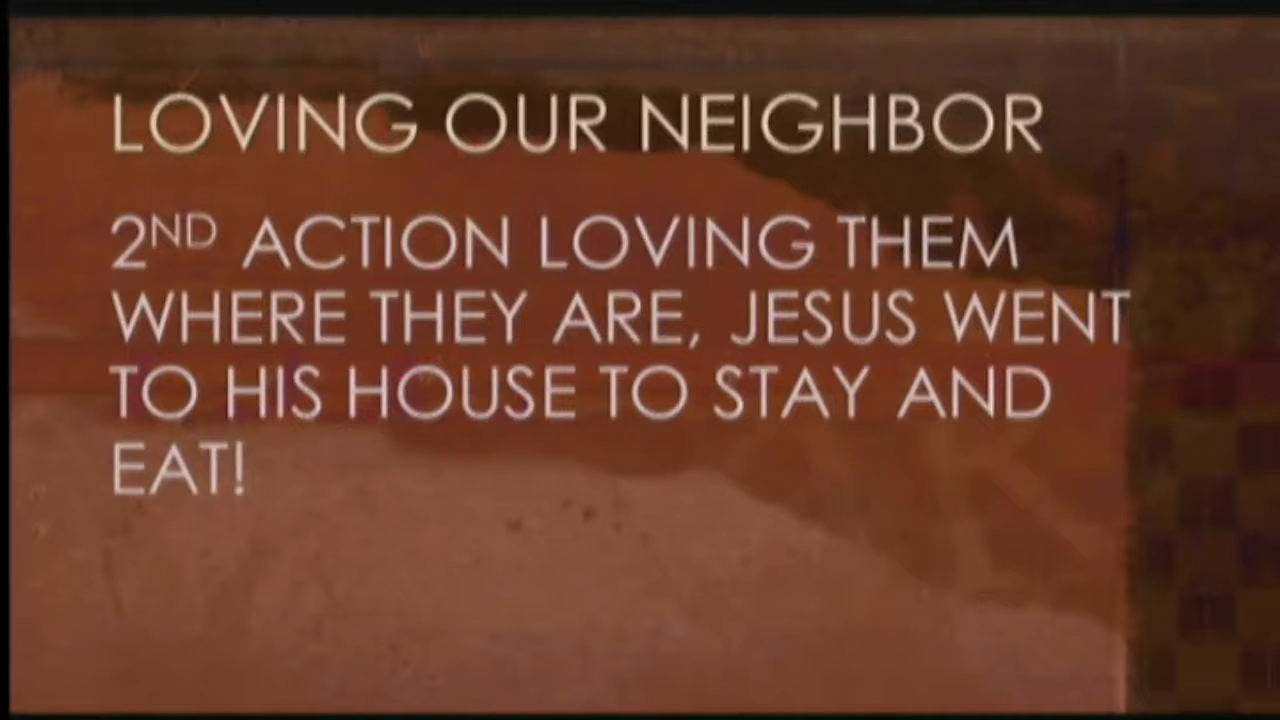 LOVING OUR NEIGHBOR
2ND ACTION LOVING THEM
WHERE THEY ARE, JESUS WENT
TO HIS HOUSE TO STAY AND
EAT!